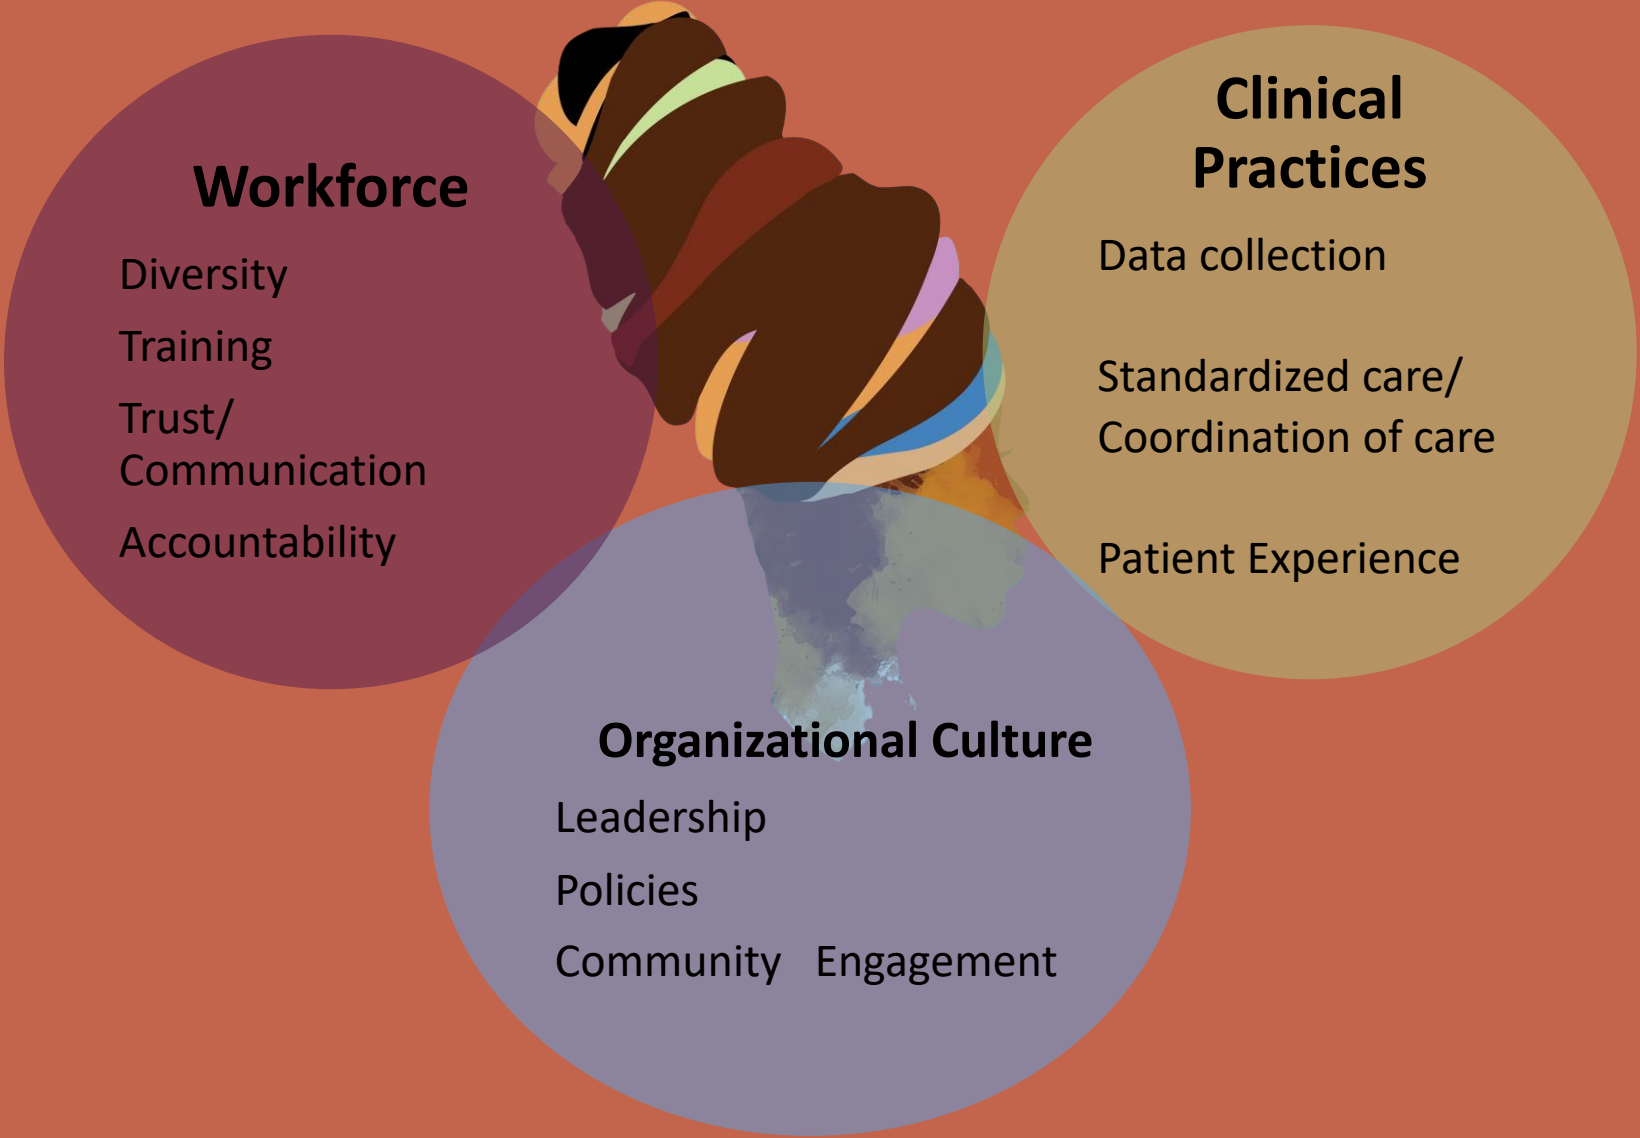 Workforce
Diversity
Training
Trust/
Communication
Accountability
Clinical
Practices
Data collection
Standardized care/
Coordination of care
Patient Experience
Organizational Culture
Leadership
Policies
Community Engagement